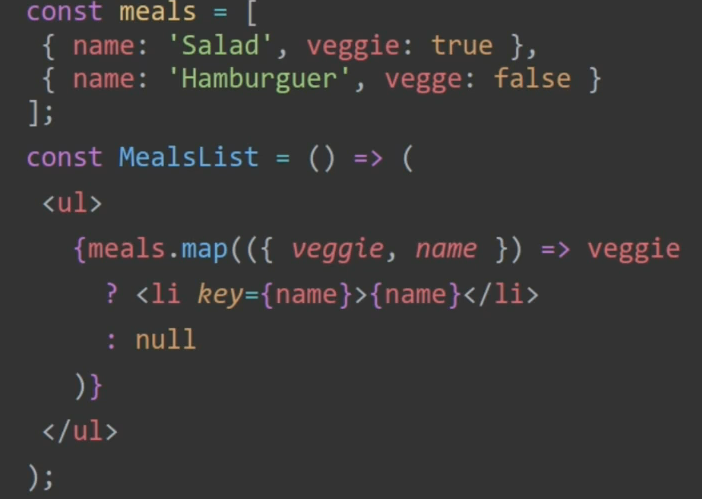 const meals = [
{ name: 'Salad', veggie: true },
{ name: 'Hamburguer', vegge: false }
];
const MealsList = () => (
<ul>
{meals.map(({ veggie, name }) => veggie
? <li key={name}>{name}</li>
: null
)}
</ul>
);